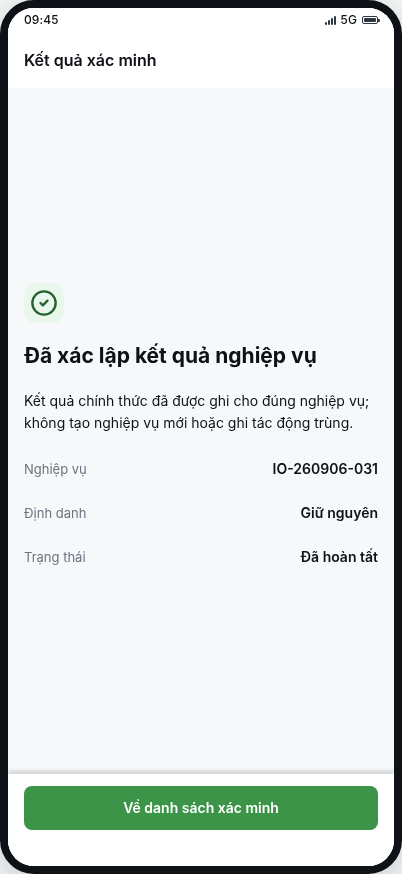 09:45 5G
Kết quả xác minh
Đã xác lập kết quả nghiệp vụ
Kết quả chính thức đã được ghi cho đúng nghiệp vụ;
không tạo nghiệp vụ mới hoặc ghi tác động trùng.
Nghiệp vụ IO-260906-031
Định danh Giữ nguyên
Trạng thái Đã hoàn tất
Về danh sách xác minh